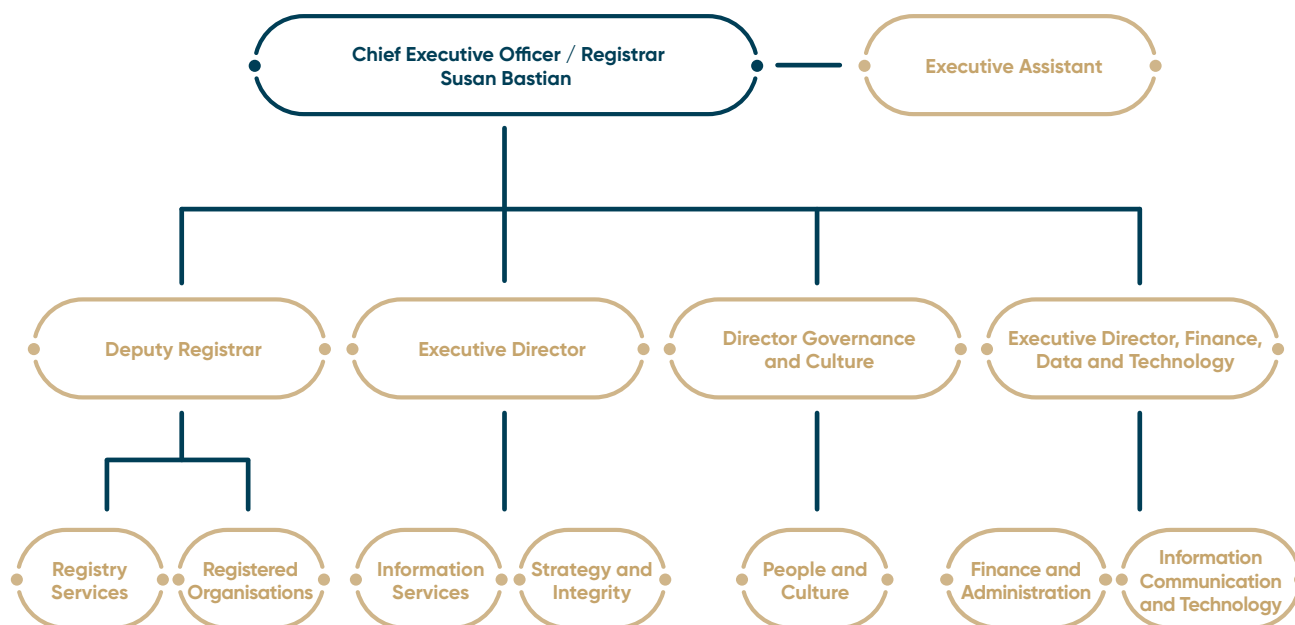 Chief Executive Officer / Registrar
Susan Bastian
Executive Assistant
Deputy Registrar
Executive Director
Director Governance
and Culture
Executive Director, Finance,
Data and Technology
Registry
Services
Registered
Organisations
Information
Services
Strategy and
Integrity
People and
Culture
Finance and
Administration
Information
Communication
and Technology